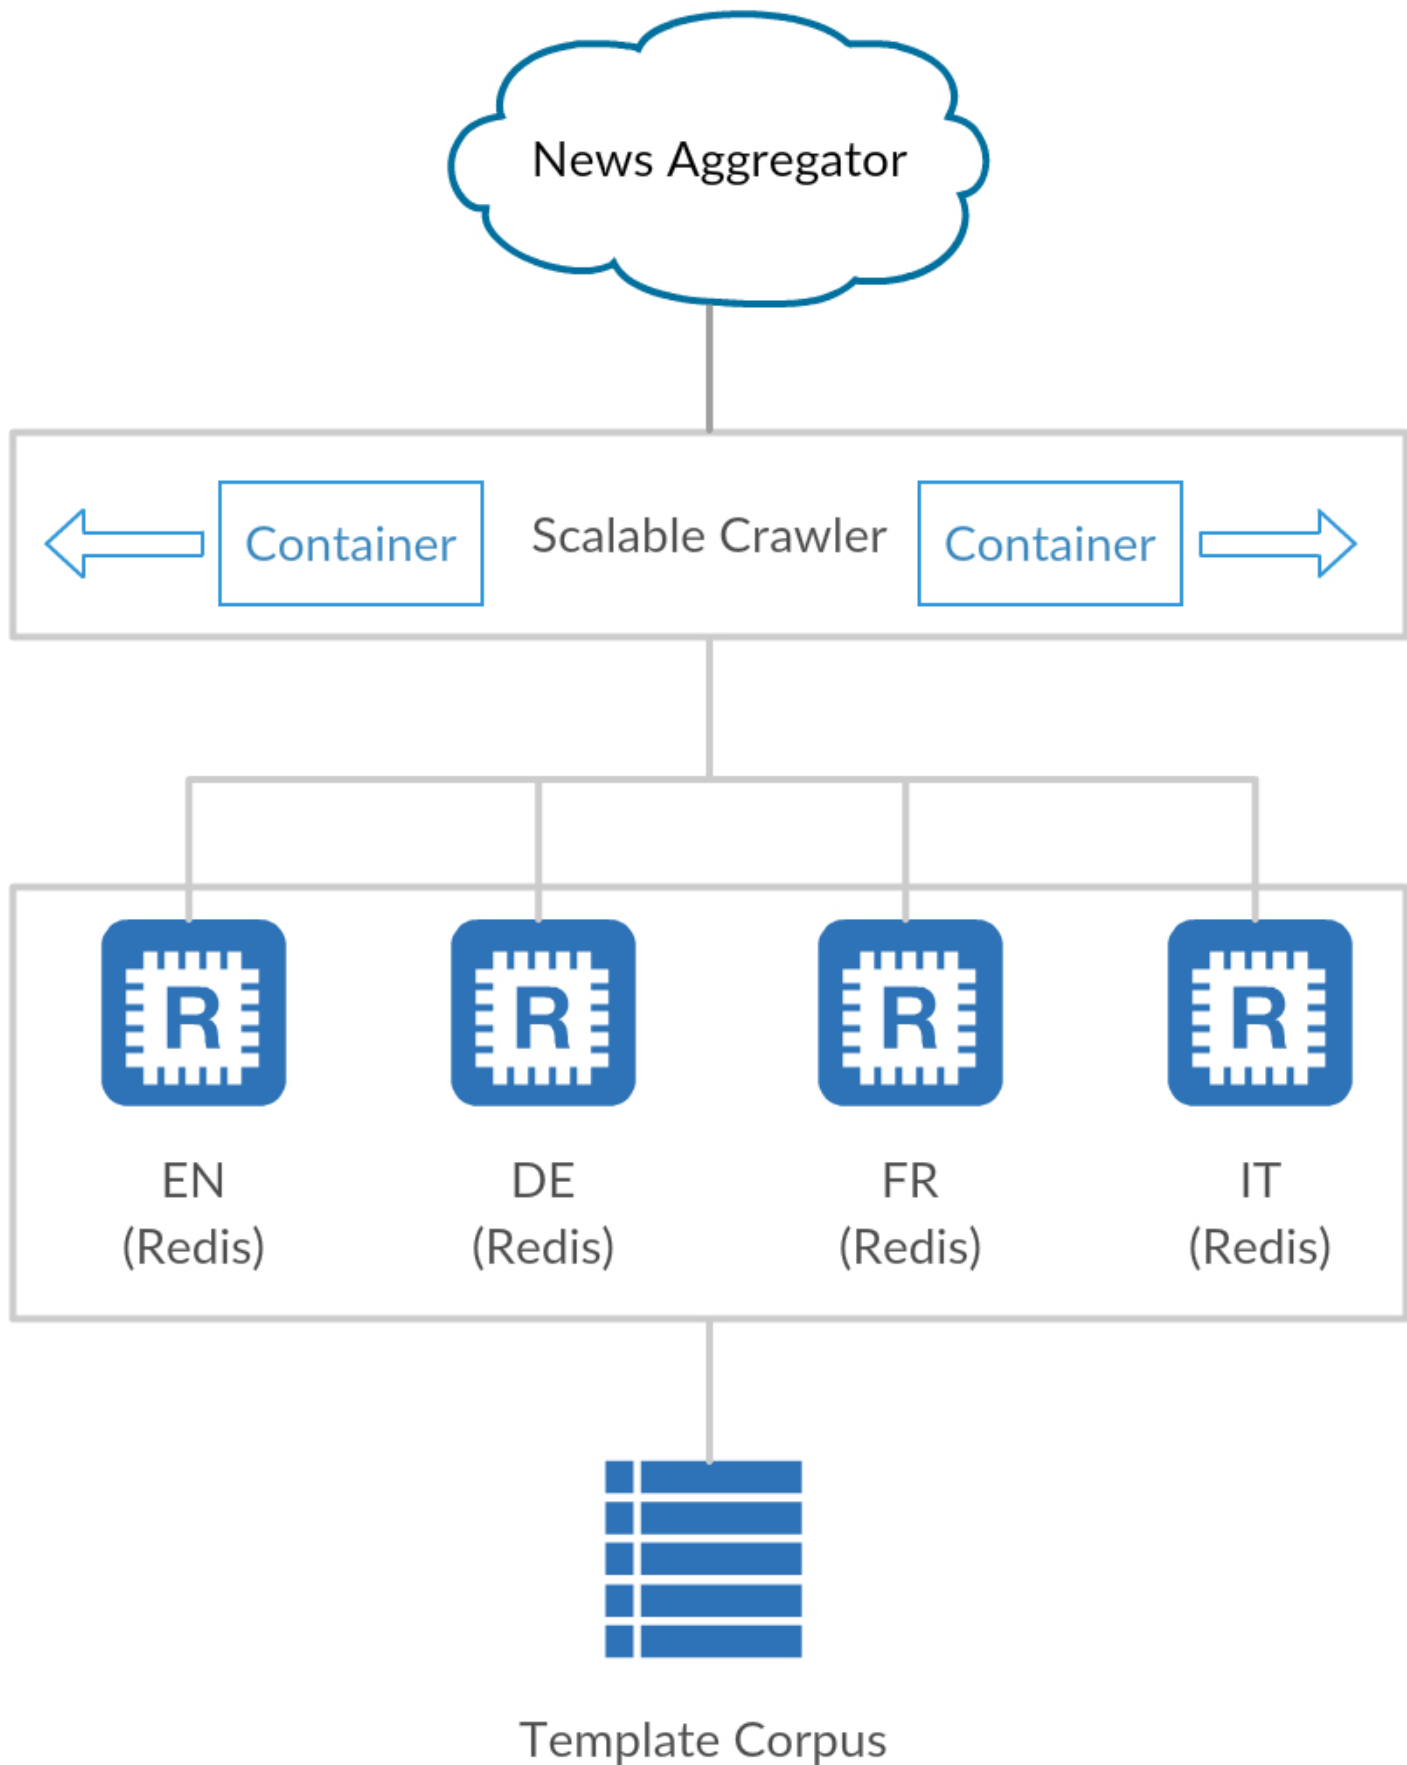 News Aggregator
Container
Scalable Crawler
Container
R
R
R
R
EN
(Redis)
DE
(Redis)
FR
(Redis)
IT
(Redis)
Template Corpus